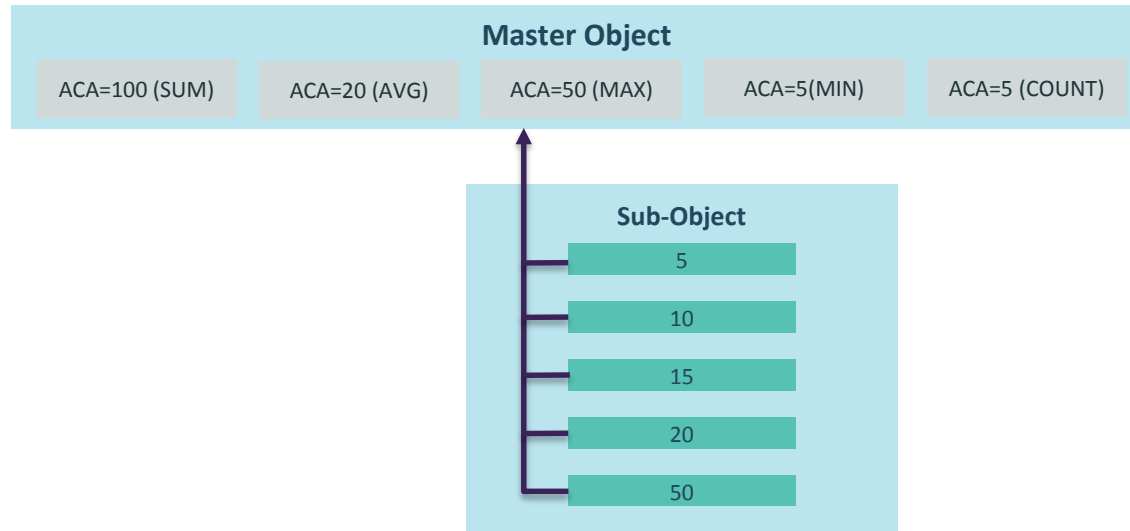 Master Object
ACA=100 (SUM)
ACA=20 (AVG)
ACA=50 (MAX)
ACA=5(MIN)
ACA=5 (COUNT)
Sub-Object
5
10
15
20
50